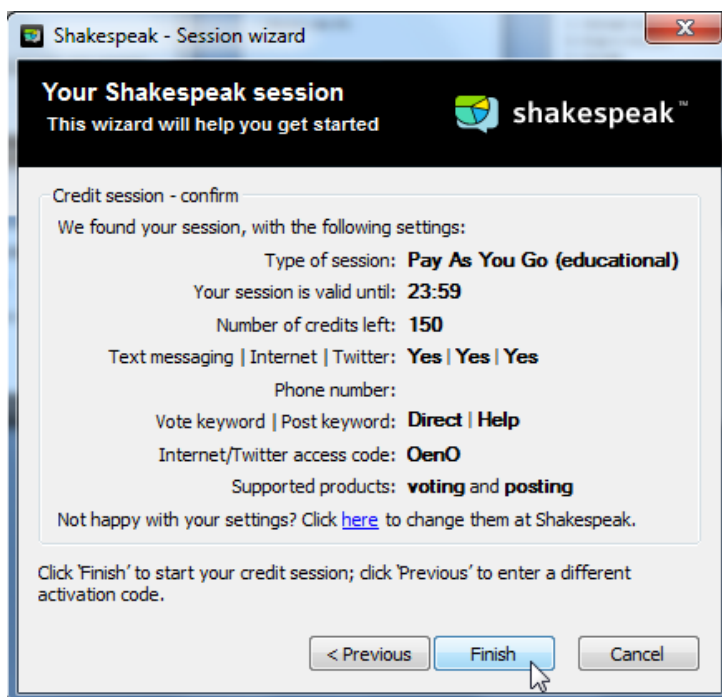 Shakespeak - Session wizard
Your Shakespeak session
This wizard will help you get started
shakespeak™
Credit session - confirm
We found your session, with the following settings:
Type of session: Pay As You Go (educational)
Your session is valid until: 23:59
Number of credits left: 150
Text messaging | Internet | Twitter: Yes | Yes | Yes
Phone number:
Vote keyword | Post keyword: Direct | Help
Internet/Twitter access code: OenO
Supported products: voting and posting
Not happy with your settings? Click here to change them at Shakespeak.
Click 'Finish' to start your credit session; click 'Previous' to enter a different
activation code.
< Previous Finish Cancel